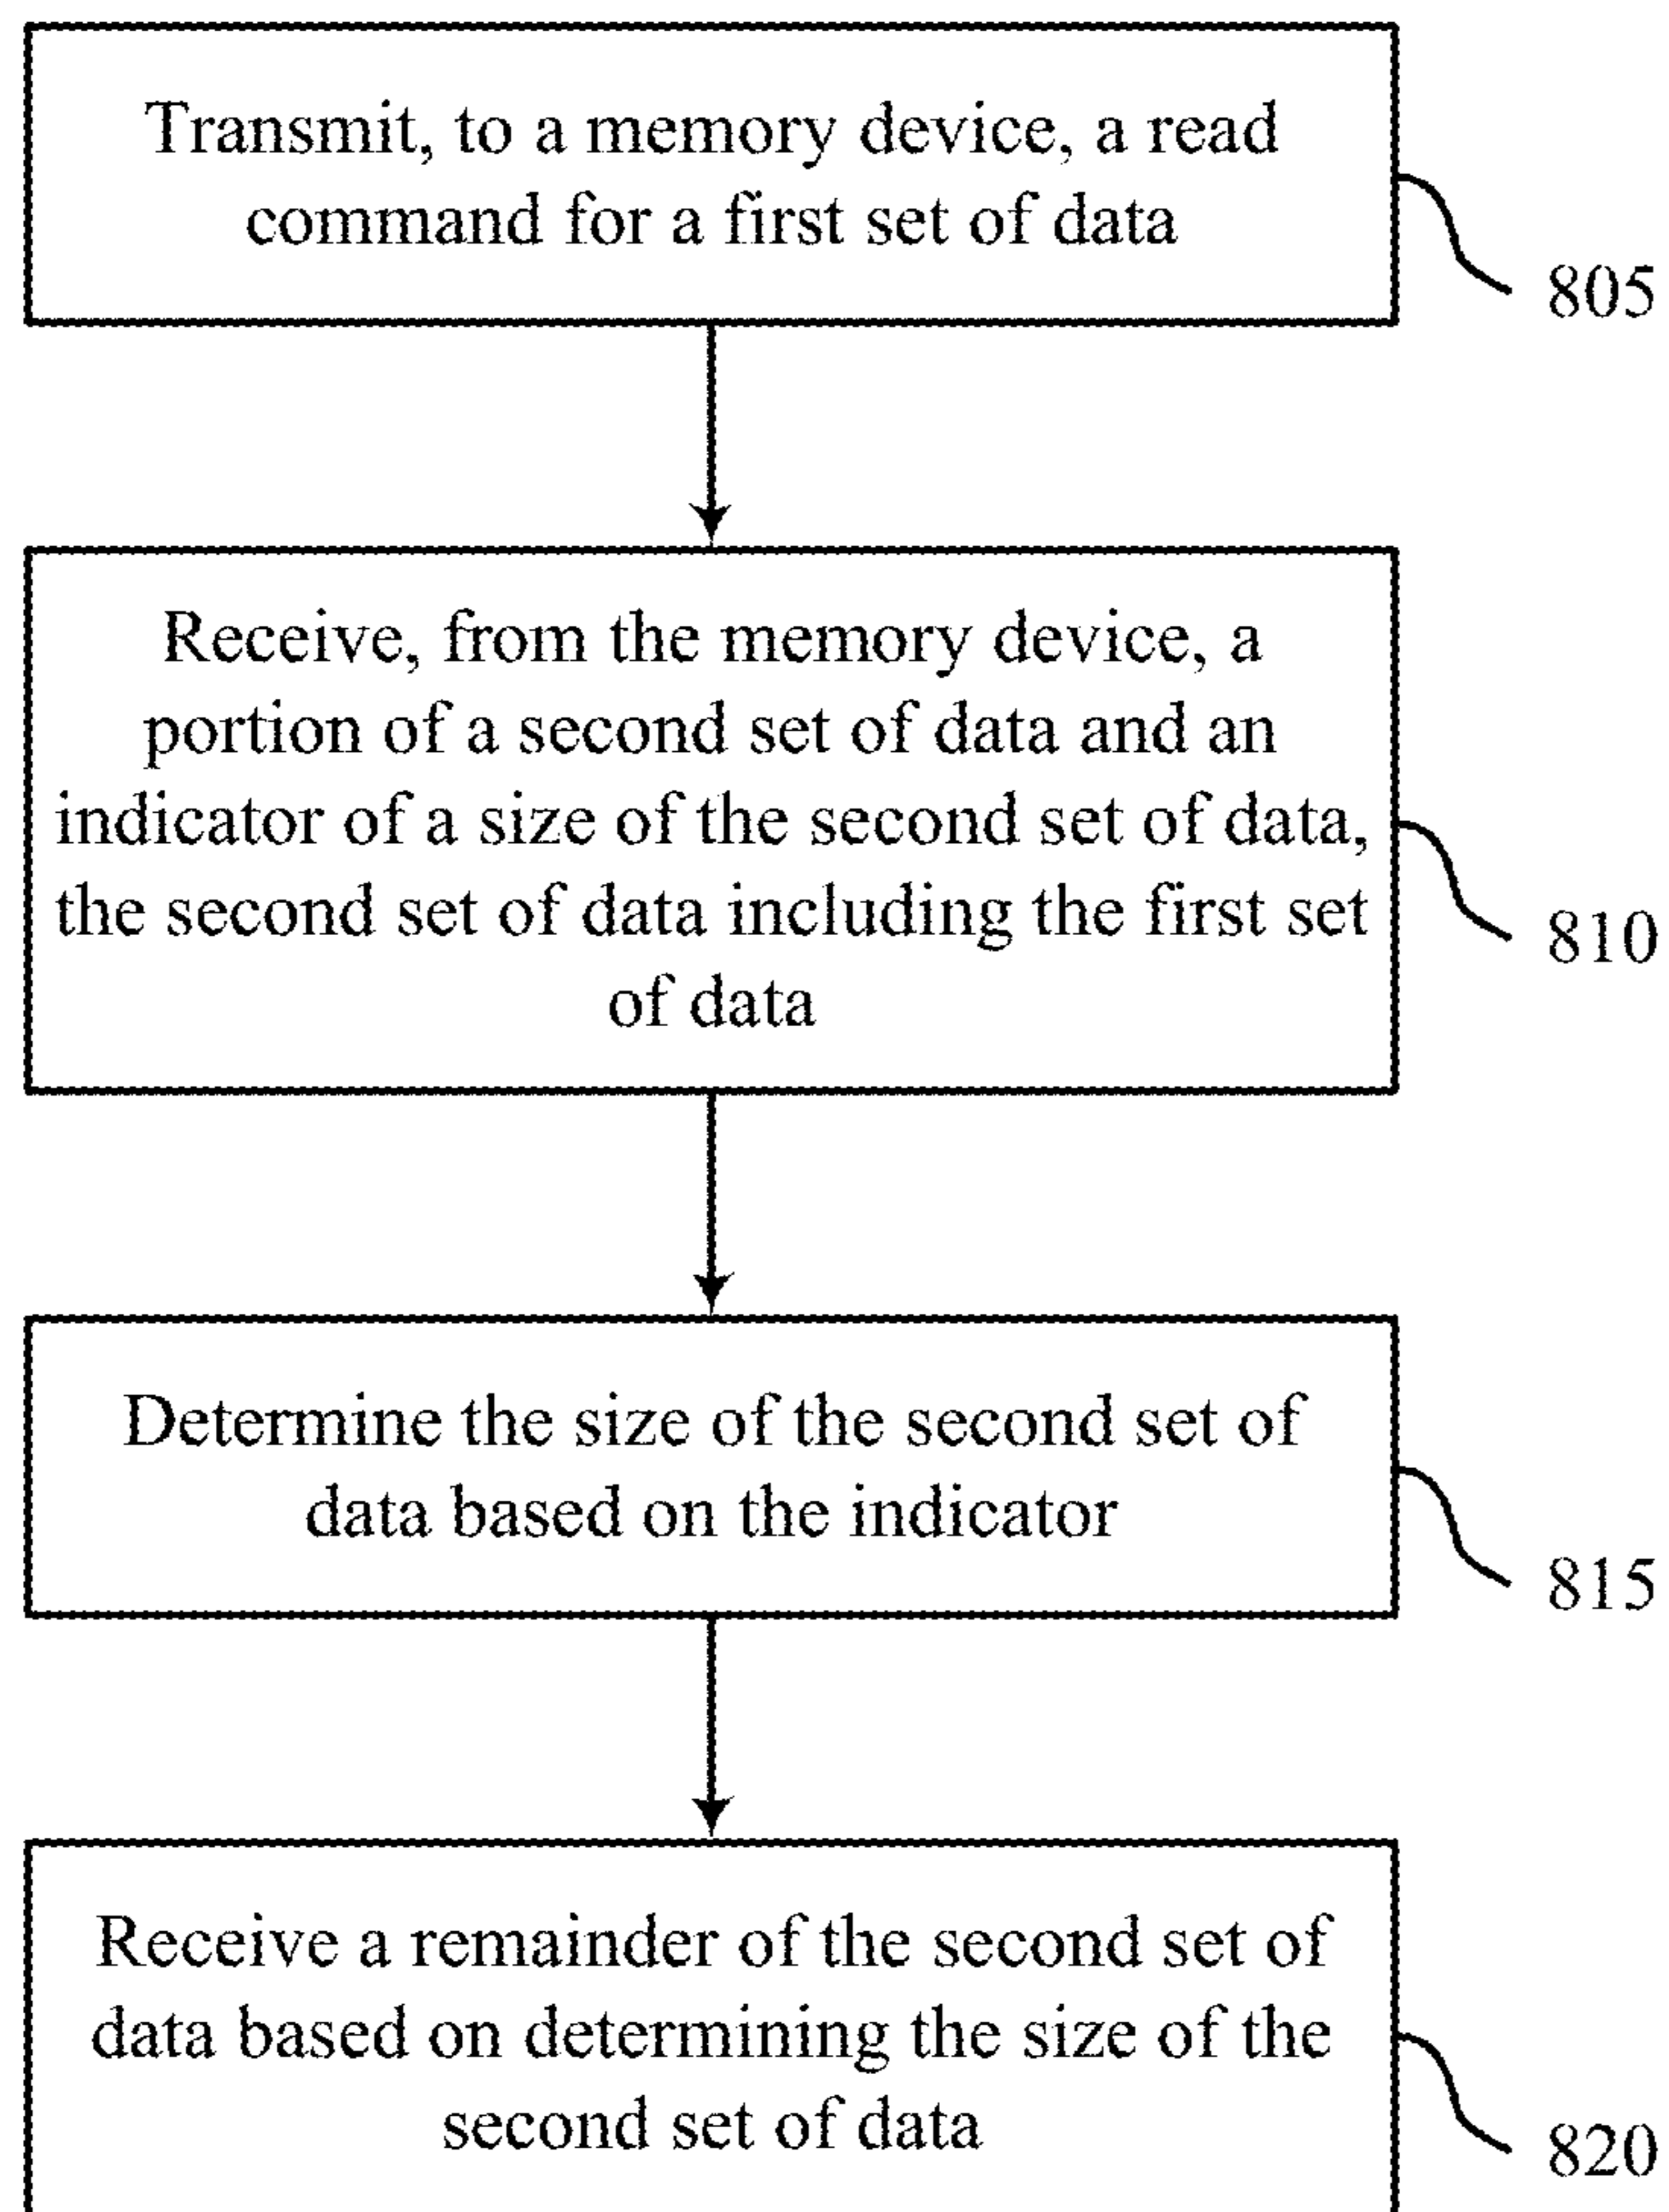 Transmit, to a memory device, a read
command for a first set of data
805
Receive, from the memory device, a
portion of a second set of data and an
indicator of a size of the second set of data,
the second set of data including the first set
of data
810
Determine the size of the second set of
data based on the indicator
815
Receive a remainder of the second set of
data based on determining the size of the
second set of data
820